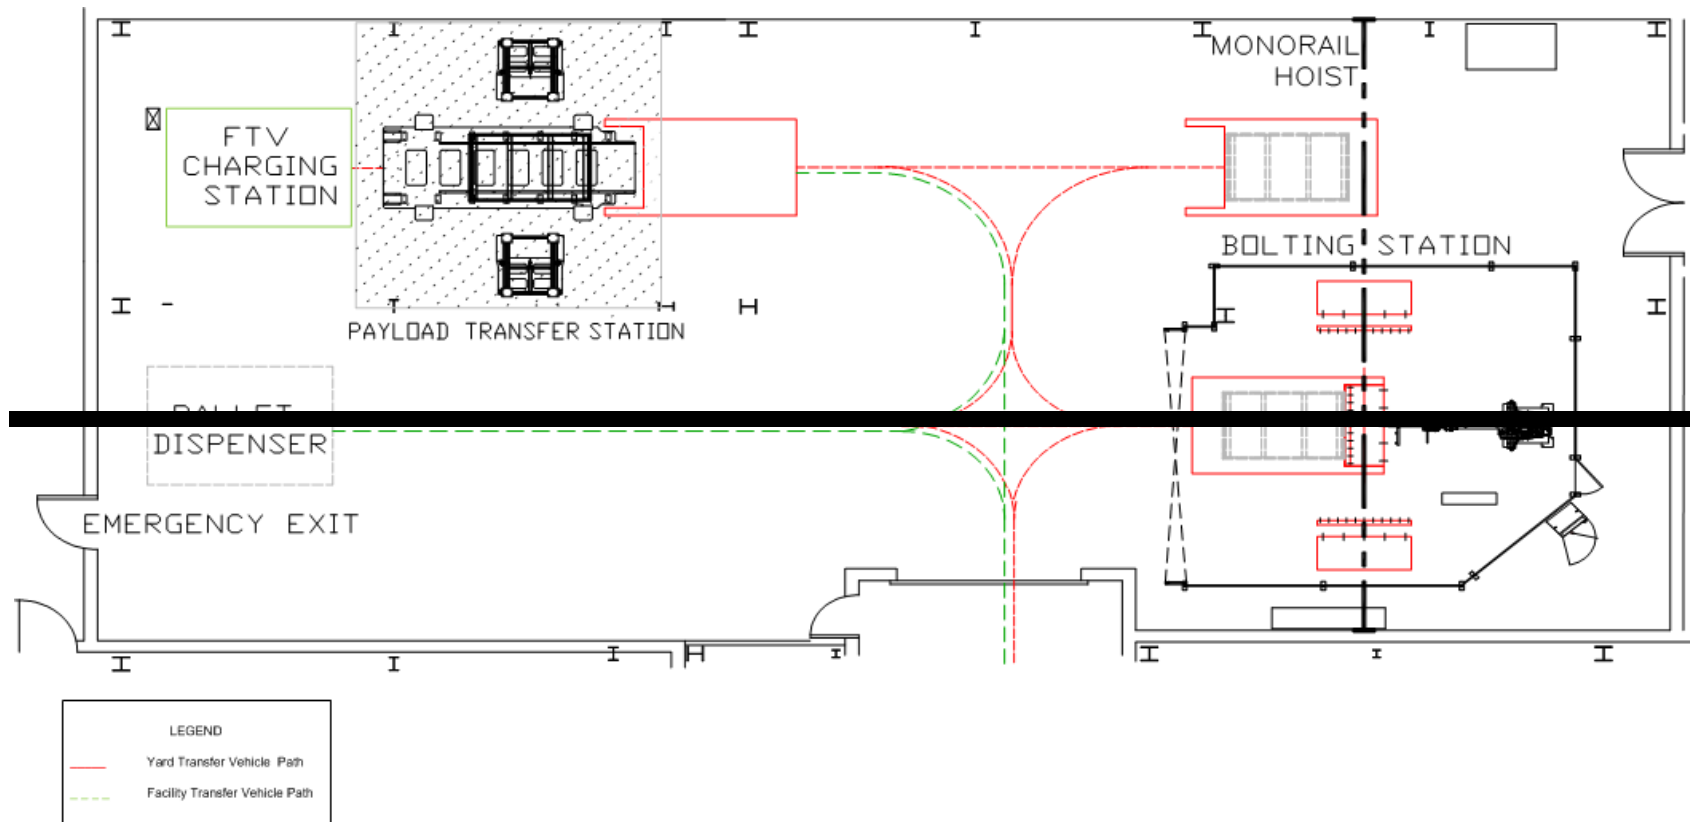 MONORAIL
HOIST
FTV
CHARGING
STATION
BOLTING STATION
PAYLOAD TRANSFER STATION
DISPENSER
EMERGENCY EXIT
LEGEND
Yard Transfer Vehicle Path
Facility Transfer Vehicle Path